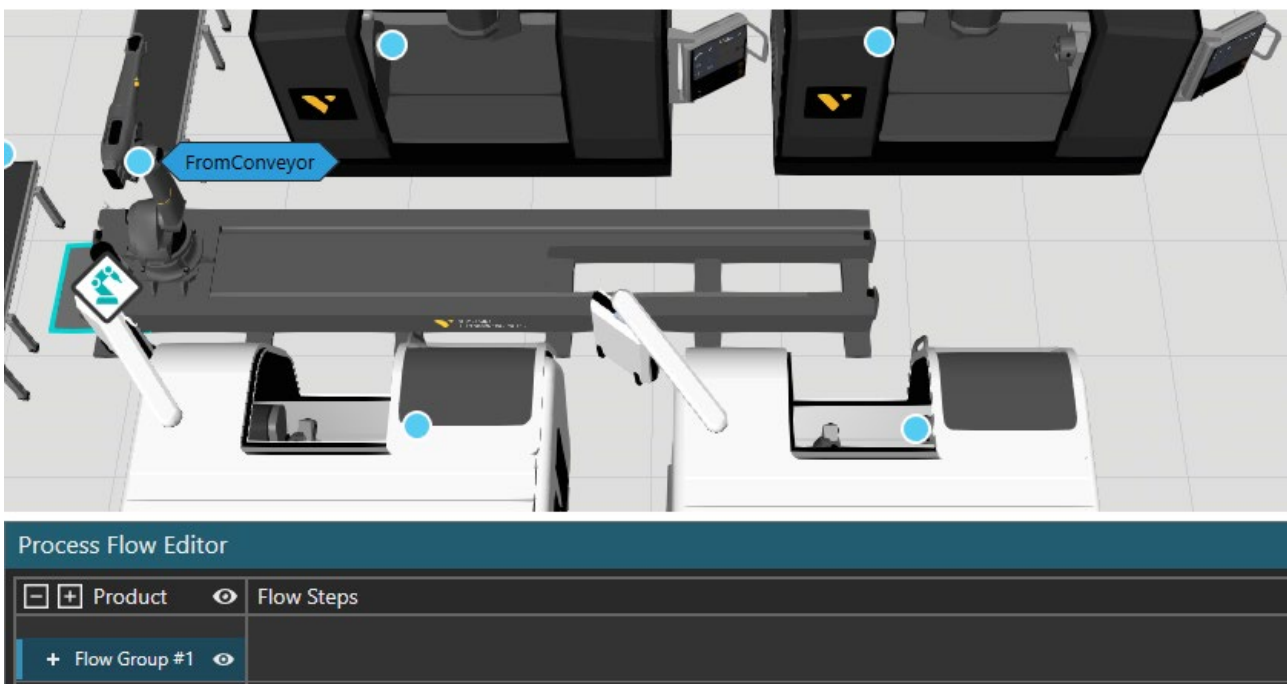 FromConveyor
Process Flow Editor
Product
Flow Steps
Flow Group #1